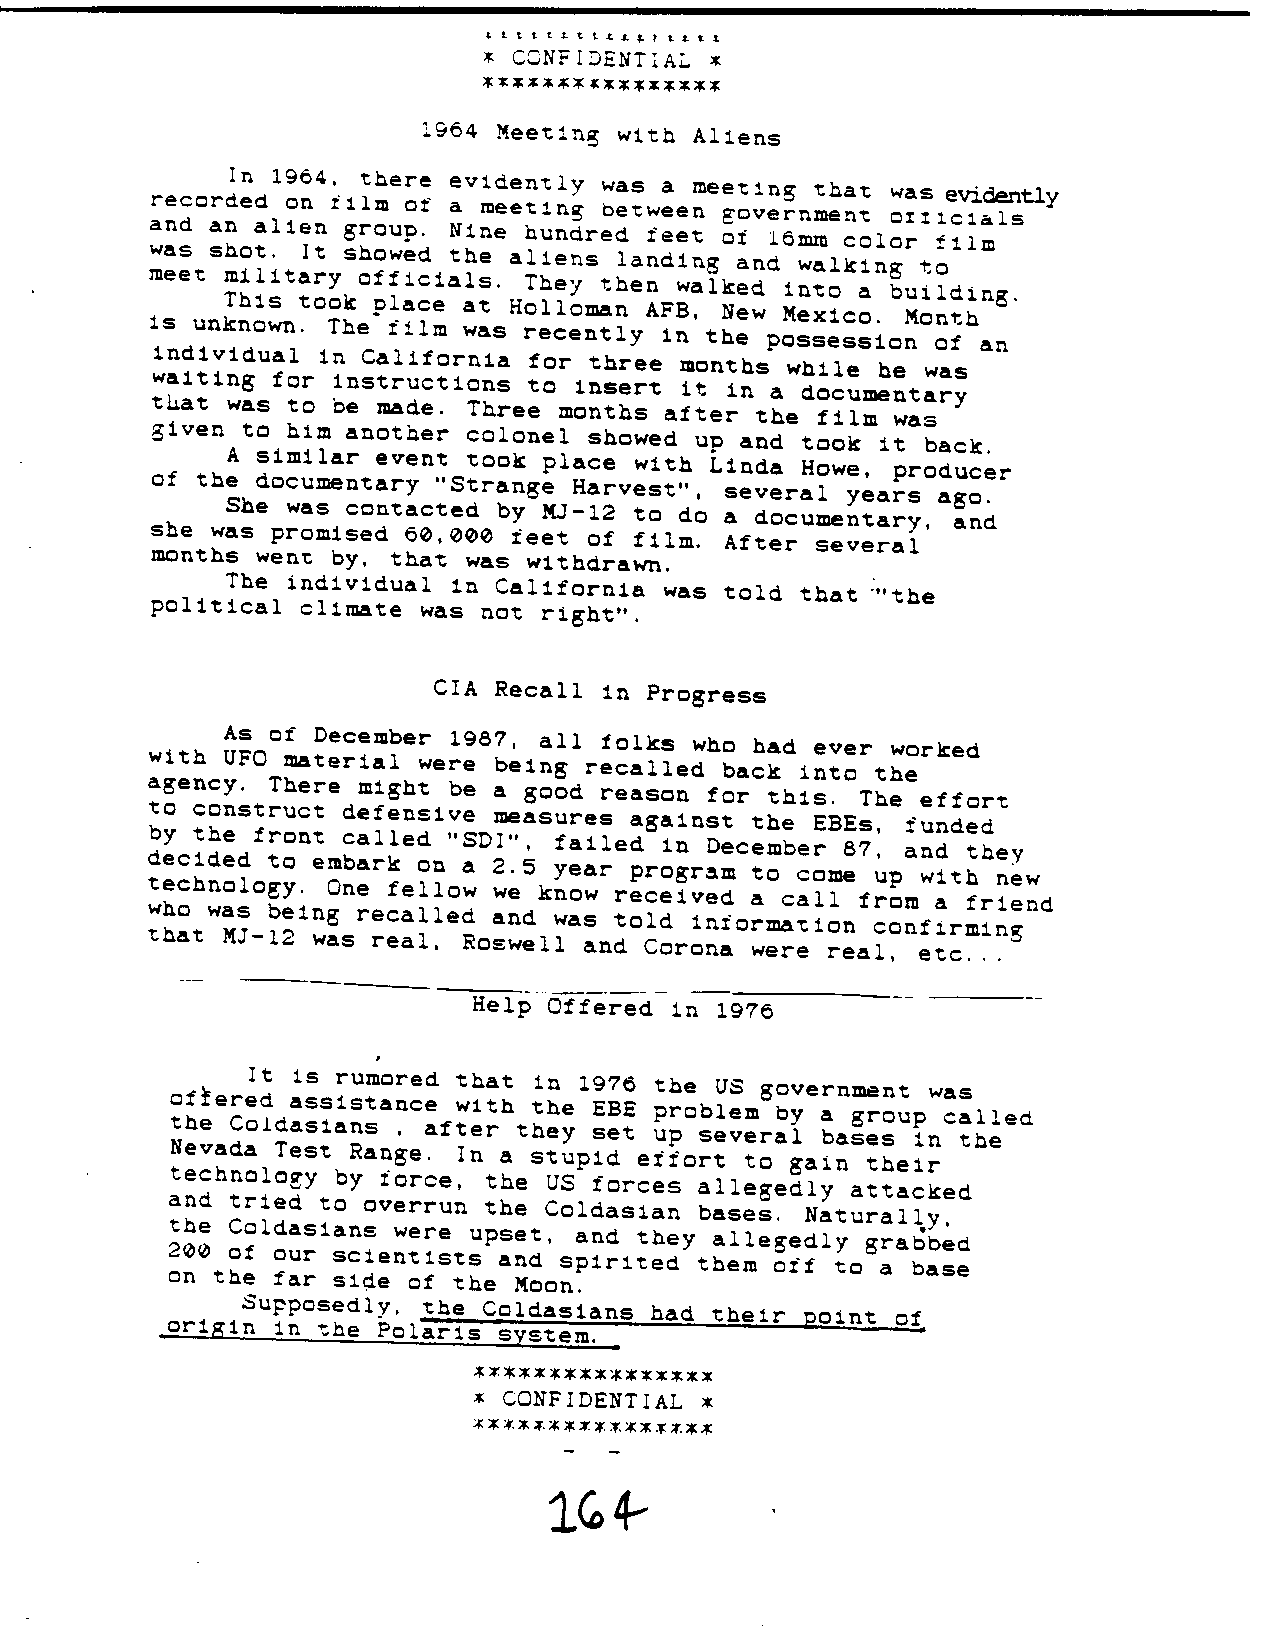 * CONFIDENTIAL *
****************
1964 Meeting with Aliens
In 1964, there evidently was a meeting that was evidently
recorded on film of a meeting between government officials
and an alien group. Nine hundred feet of 16mm color film
was shot. It showed the aliens landing and walking to
meet military officials. They then walked into a building.
This took place at Holloman AFB, New Mexico. Month
is unknown. The film was recently in the possession of an
individual in California for three months while he was
waiting for instructions to insert it in a documentary
that was to be made. Three months after the film was
given to him another colonel showed up and took it back.
A similar event took place with Linda Howe, producer
of the documentary "Strange Harvest", several years ago.
She was contacted by MJ-12 to do a documentary, and
she was promised 60,000 feet of film. After several
months went by, that was withdrawn.
The individual in California was told that "the
political climate was not right".
CIA Recall in Progress
As of December 1987, all folks who had ever worked
with UFO material were being recalled back into the
agency. There might be a good reason for this. The effort
to construct defensive measures against the EBEs, funded
by the front called "SDI", failed in December 87, and they
decided to embark on a 2.5 year program to come up with new
technology. One fellow we know received a call from a friend
who was being recalled and was told information confirming
that MJ-12 was real, Roswell and Corona were real, etc...
Help Offered in 1976
It is rumored that in 1976 the US government was
offered assistance with the EBE problem by a group called
the Coldasians , after they set up several bases in the
Nevada Test Range. In a stupid effort to gain their
technology by force, the US forces allegedly attacked
and tried to overrun the Coldasian bases. Naturally,
the Coldasians were upset, and they allegedly grabbed
200 of our scientists and spirited them off to a base
on the far side of the Moon.
Supposedly, the Coldasians had their point of
origin in the Polaris system.
****************
* CONFIDENTIAL *
****************
164